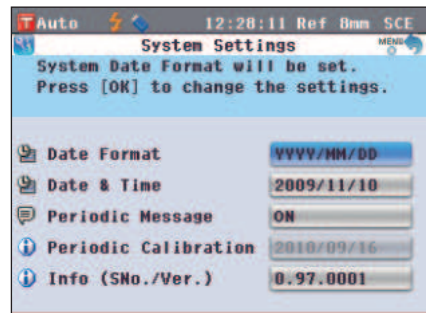 T Auto 12:28:11 Ref 8mm SCE
System Settings MENU
System Date Format will be set.
Press [OK] to change the settings.
Date Format YYYY/MM/DD
Date & Time 2009/11/10
Periodic Message ON
Periodic Calibration 2010/09/16
Info (SNo./Ver.) 0.97.0001